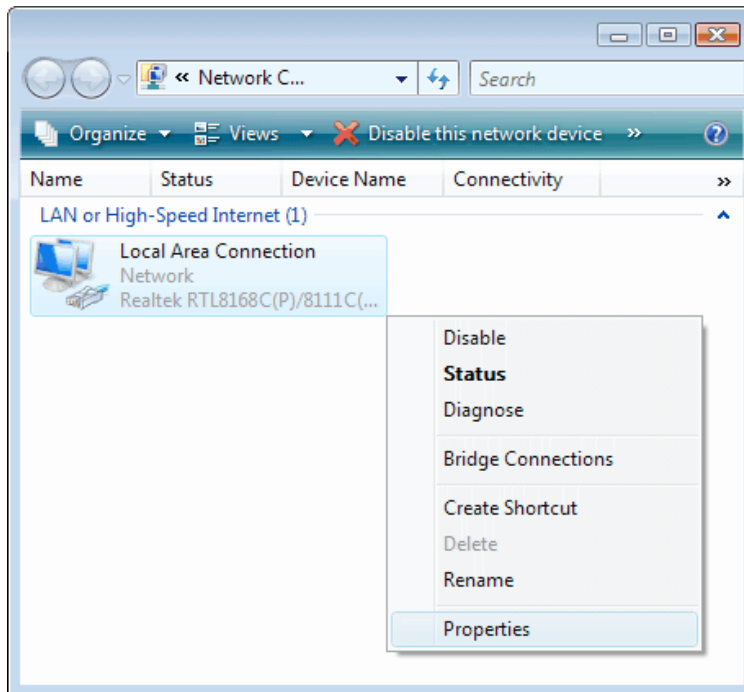 « Network C...
Search
Organize Views Disable this network device »
Name Status Device Name Connectivity »
LAN or High-Speed Internet (1)
Local Area Connection
Network
Realtek RTL8168C(P)/8111C(...
Disable
Status
Diagnose
Bridge Connections
Create Shortcut
Delete
Rename
Properties